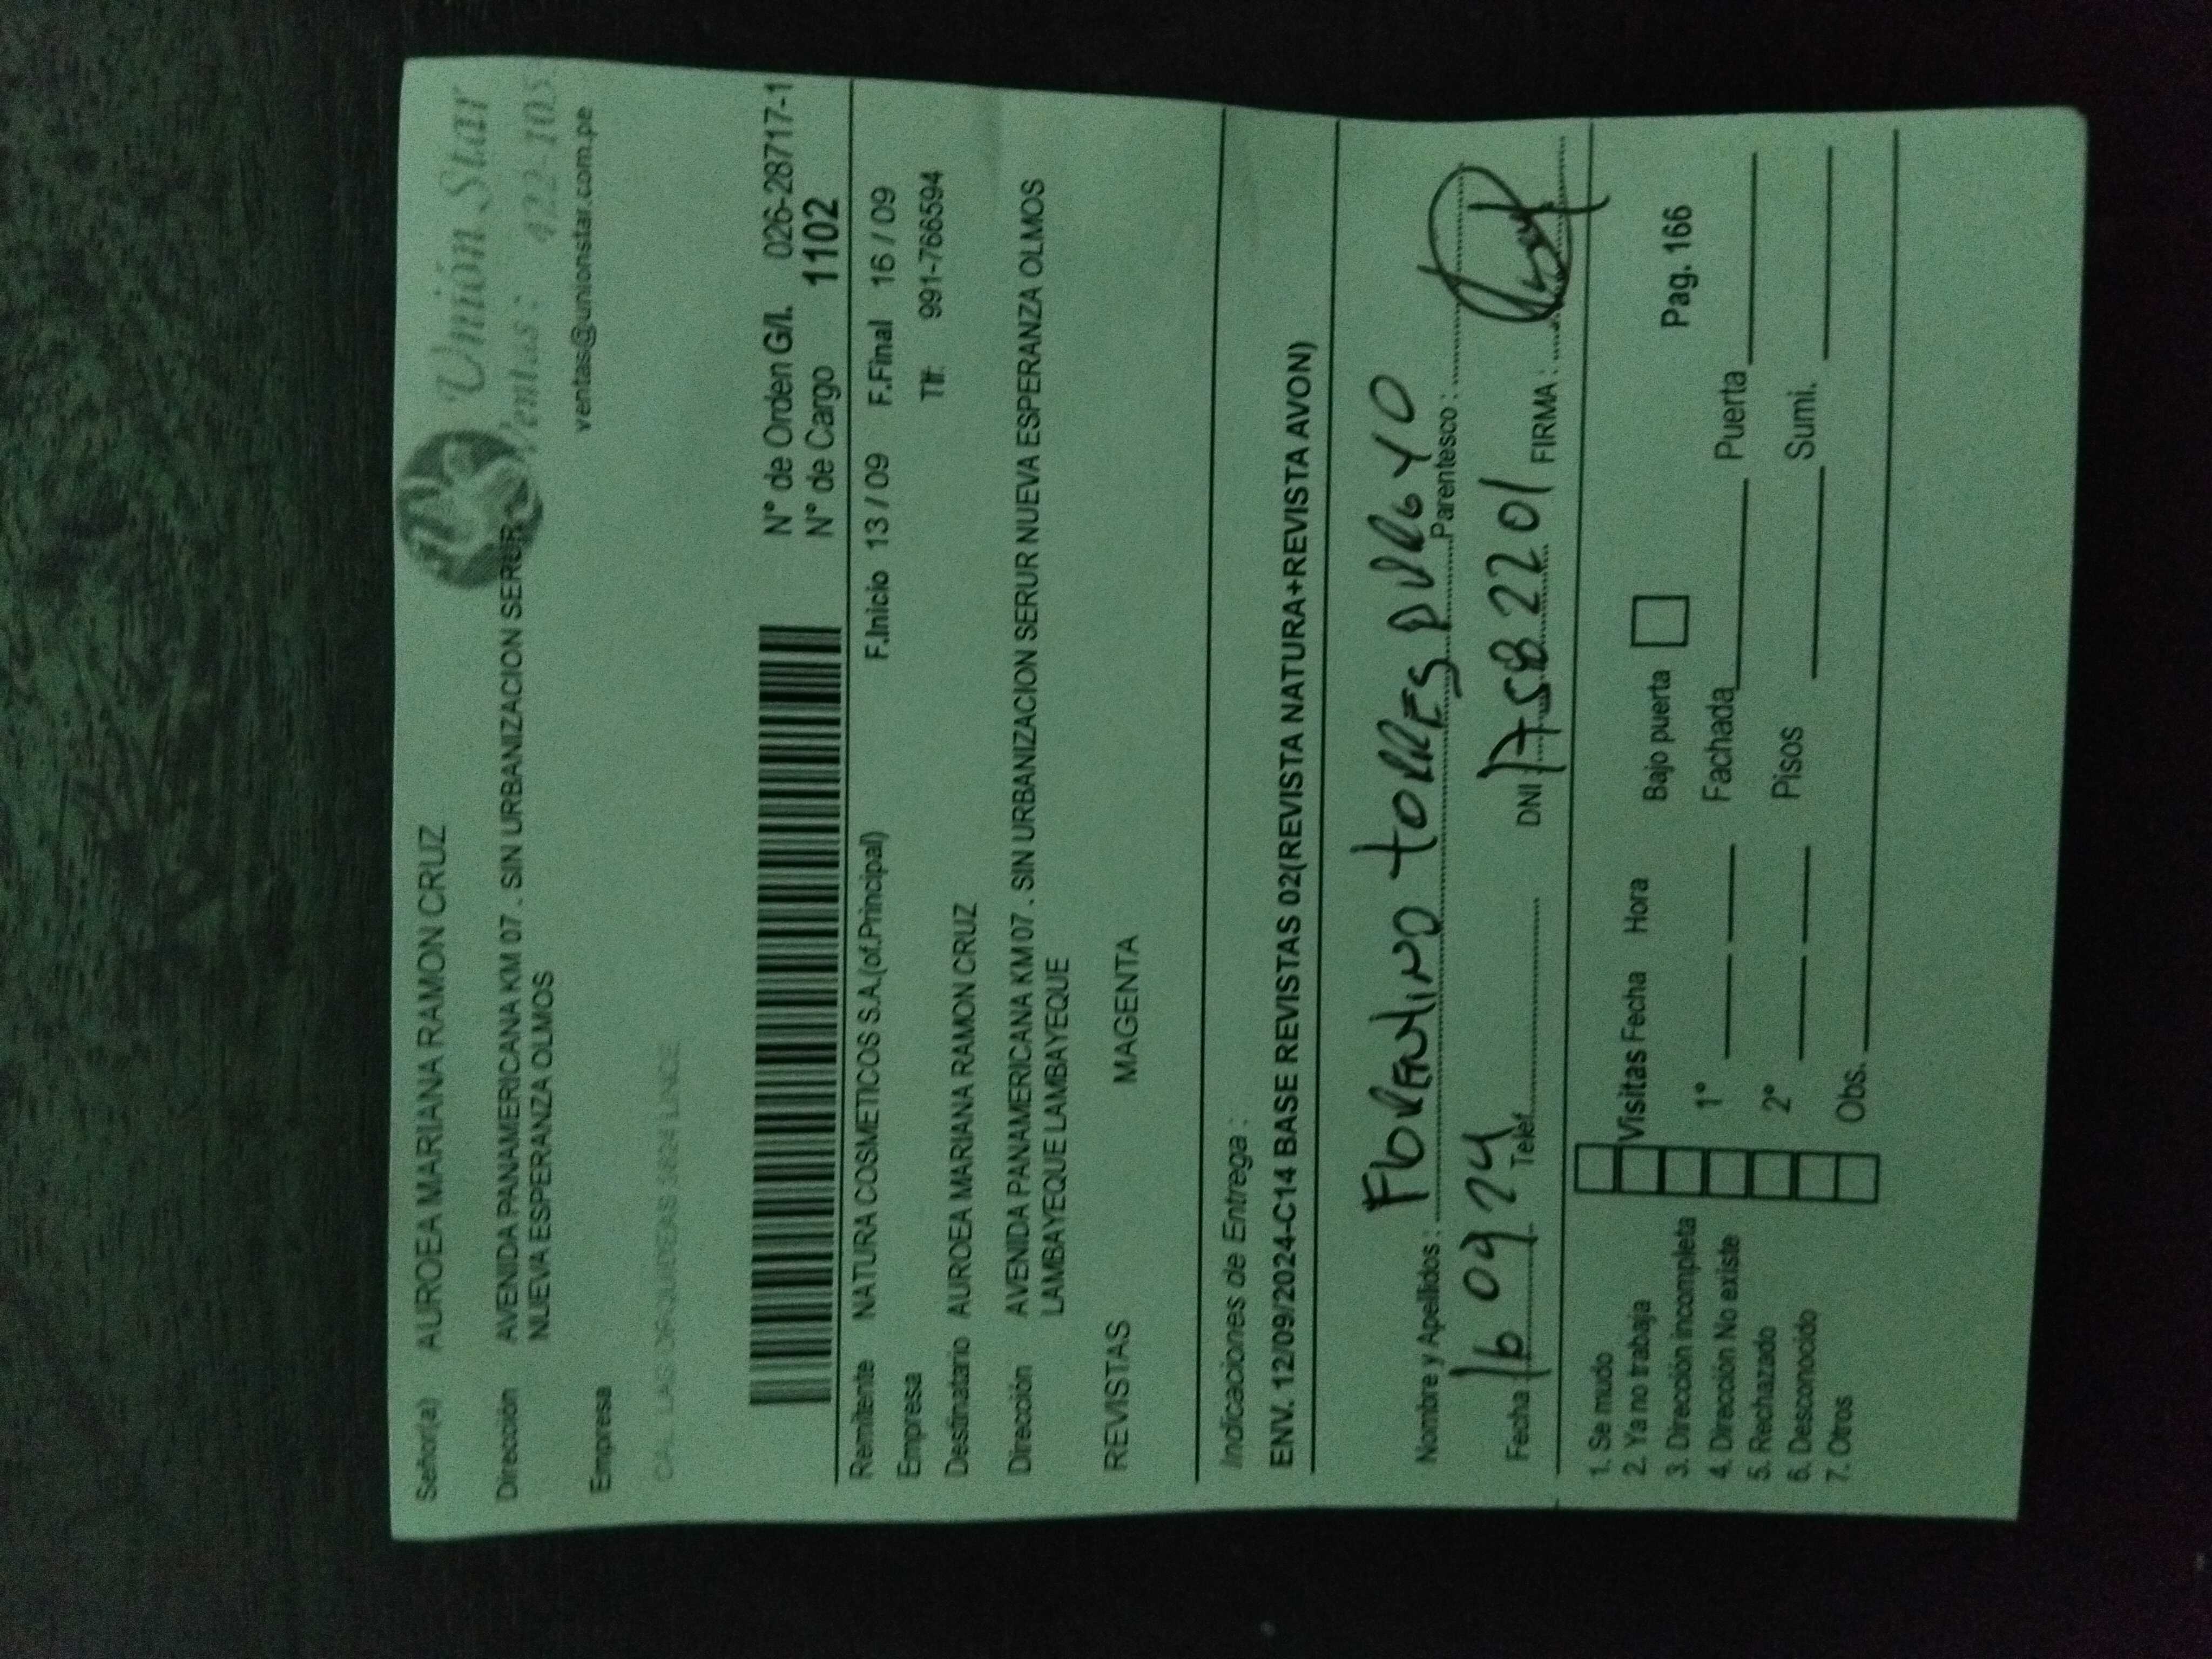 Señor(a) AUROEA MARIANA RAMON CRUZ
Unión Star
Ventas : 422-105
Dirección AVENIDA PANAMERICANA KM 07 . SIN URBANIZACION SERUR
NUEVA ESPERANZA OLMOS
ventas@unionstar.com.pe
Empresa
CAL. LAS ORQUIDEAS LINCE
N° de Orden G/L 026-28717-1
N° de Cargo 1102
Remitente NATURA COSMETICOS S.A.(of.Principal) F.Inicio 13 / 09 F.Final 16 / 09
Empresa Tlf: 991-766594
Destinatario AUROEA MARIANA RAMON CRUZ
Dirección AVENIDA PANAMERICANA KM 07 . SIN URBANIZACION SERUR NUEVA ESPERANZA OLMOS
LAMBAYEQUE LAMBAYEQUE
REVISTAS MAGENTA
Indicaciones de Entrega :
ENV. 12/09/2024-C14 BASE REVISTAS 02(REVISTA NATURA+REVISTA AVON)
Nombre y Apellidos : Florentino torres Parentesco :
Fecha 16 09 24 Telef. DNI 17582201 FIRMA :
1. Se mudo
2. Ya no trabaja Visitas Fecha Hora Bajo puerta Pag. 166
3. Dirección incompleta
4. Dirección No existe 1° Fachada Puerta
5. Rechazado
6. Desconocido 2° Pisos Sumi.
7. Otros Obs.